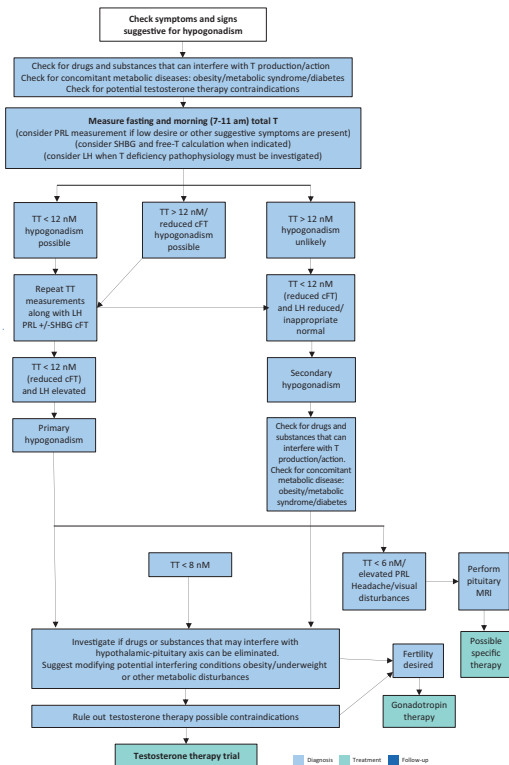 Check symptoms and signs
suggestive for hypogonadism
Check for drugs and substances that can interfere with T production/action
Check for concomitant metabolic diseases: obesity/metabolic syndrome/diabetes
Check for potential testosterone therapy contraindications
Measure fasting and morning (7-11 am) total T
(consider PRL measurement if low desire or other suggestive symptoms are present)
(consider SHBG and free-T calculation when indicated)
(consider LH when T deficiency pathophysiology must be investigated)
TT < 12 nM
hypogonadism
possible
TT > 12 nM/
reduced cFT
hypogonadism
possible
TT > 12 nM
hypogonadism
unlikely
Repeat TT
measurements
along with LH
PRL +/-SHBG cFT
TT < 12 nM
(reduced cFT)
and LH reduced/
inappropriate
normal
TT < 12 nM
(reduced cFT)
and LH elevated
Secondary
hypogonadism
Primary
hypogonadism
Check for drugs and
substances that can
interfere with T
production/action.
Check for concomitant
metabolic disease:
obesity/metabolic
syndrome/diabetes
TT < 8 nM
TT < 6 nM/
elevated PRL
Headache/visual
disturbances
Perform
pituitary
MRI
Investigate if drugs or substances that may interfere with
hypothalamic-pituitary axis can be eliminated.
Suggest modifying potential interfering conditions obesity/underweight
or other metabolic disturbances
Fertility
desired
Possible
specific
therapy
Rule out testosterone therapy possible contraindications
Gonadotropin
therapy
Testosterone therapy trial
Diagnosis Treatment Follow-up